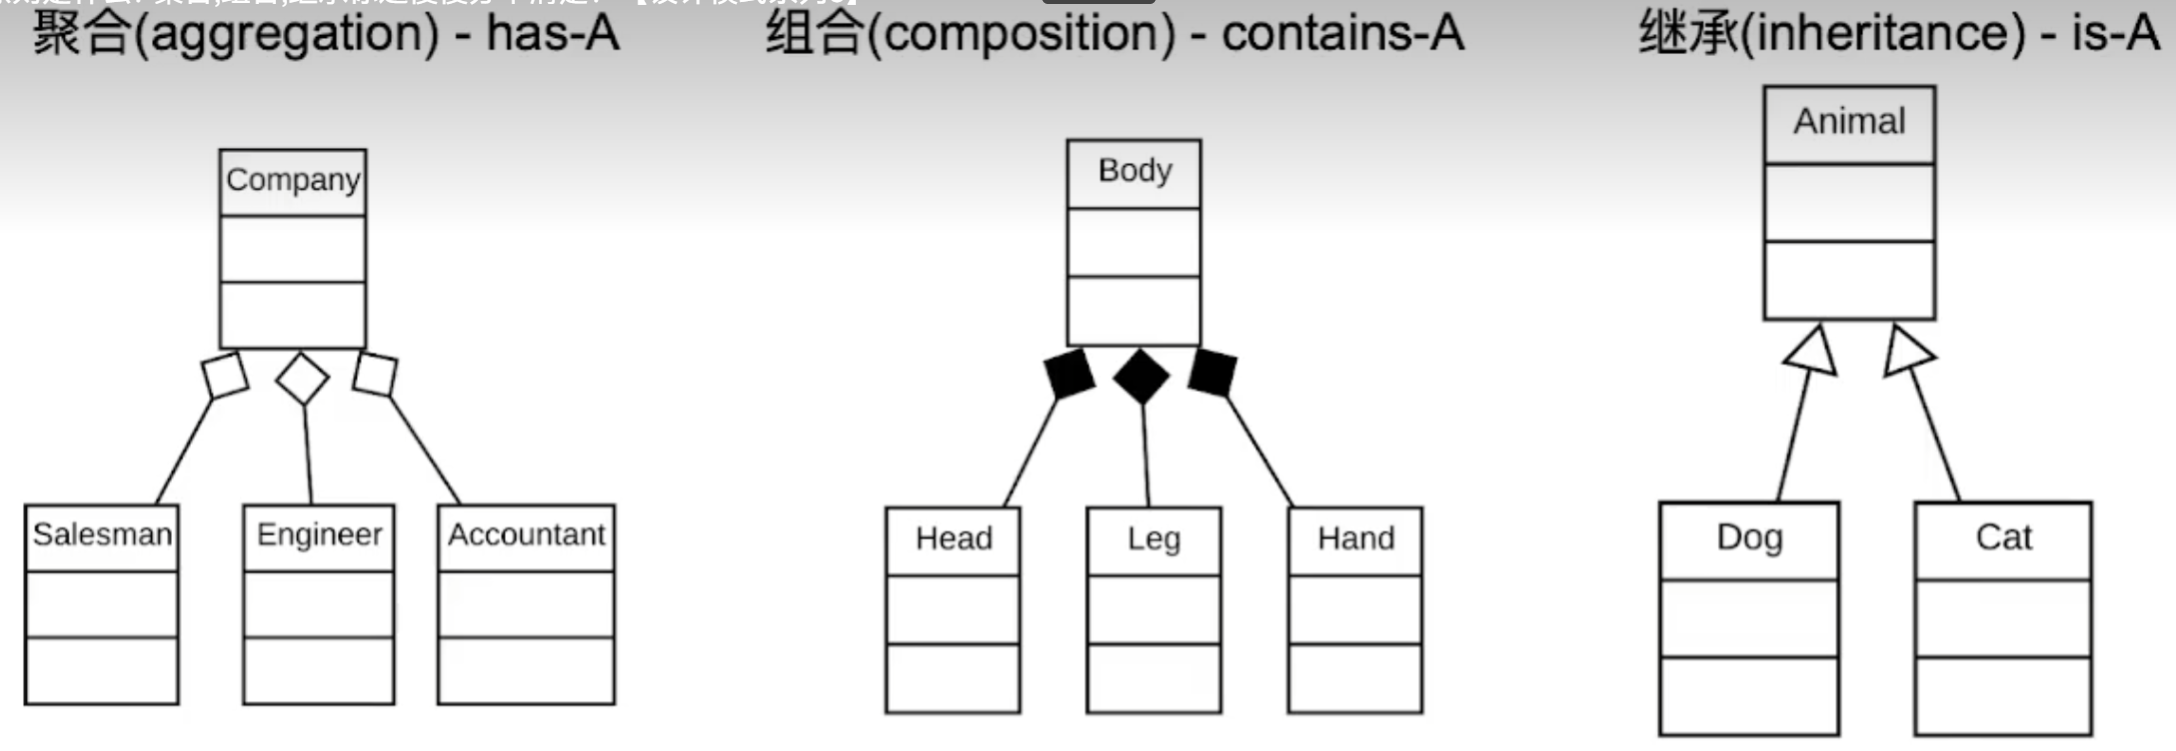 聚合(aggregation) - has-A
组合(composition) - contains-A
继承(inheritance) - is-A
Company
Salesman
Engineer
Accountant
Body
Head
Leg
Hand
Animal
Dog
Cat